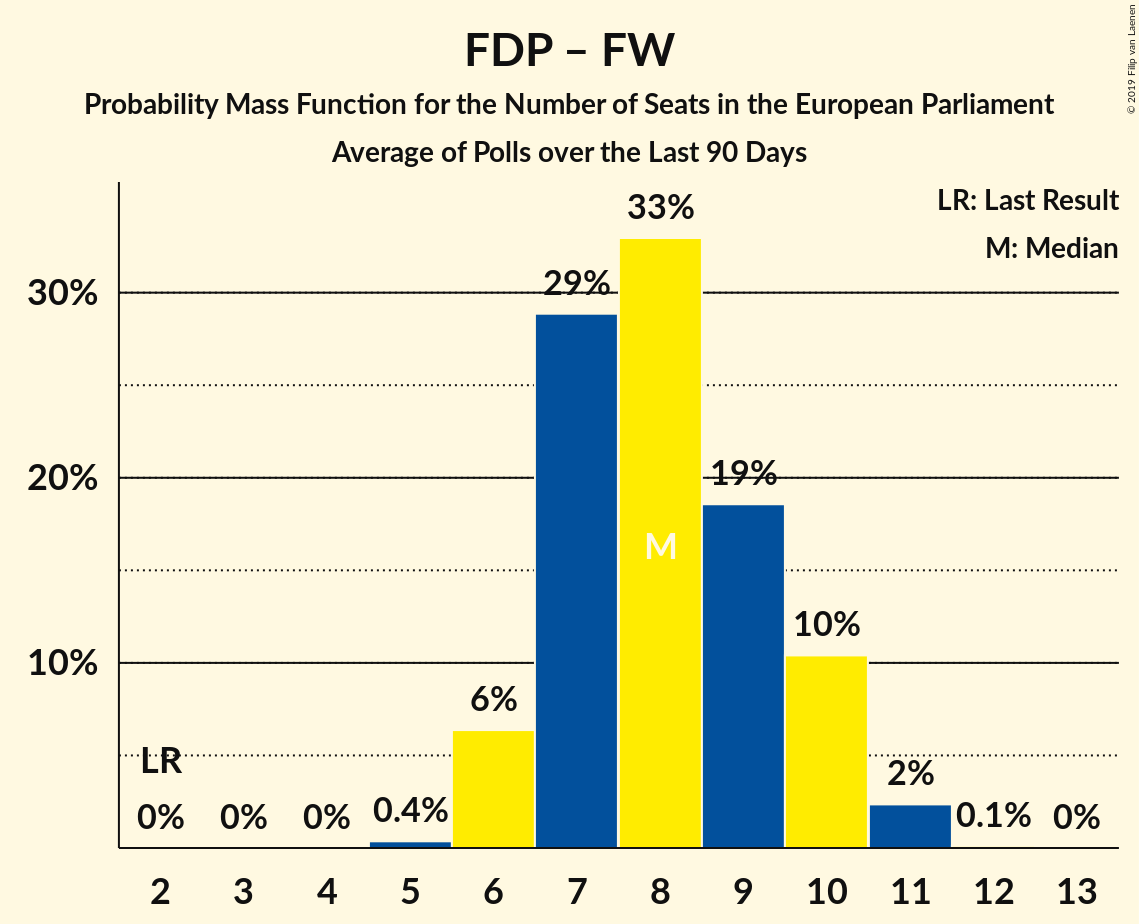 FDP – FW
Probability Mass Function for the Number of Seats in the European Parliament
Average of Polls over the Last 90 Days
© 2019 Filip van Laenen
LR: Last Result
M: Median
33%
29%
30%
19%
20%
M
10%
10%
6%
LR
2%
0% 0% 0% 0.4% 0.1% 0%
2 3 4 5 6 7 8 9 10 11 12 13